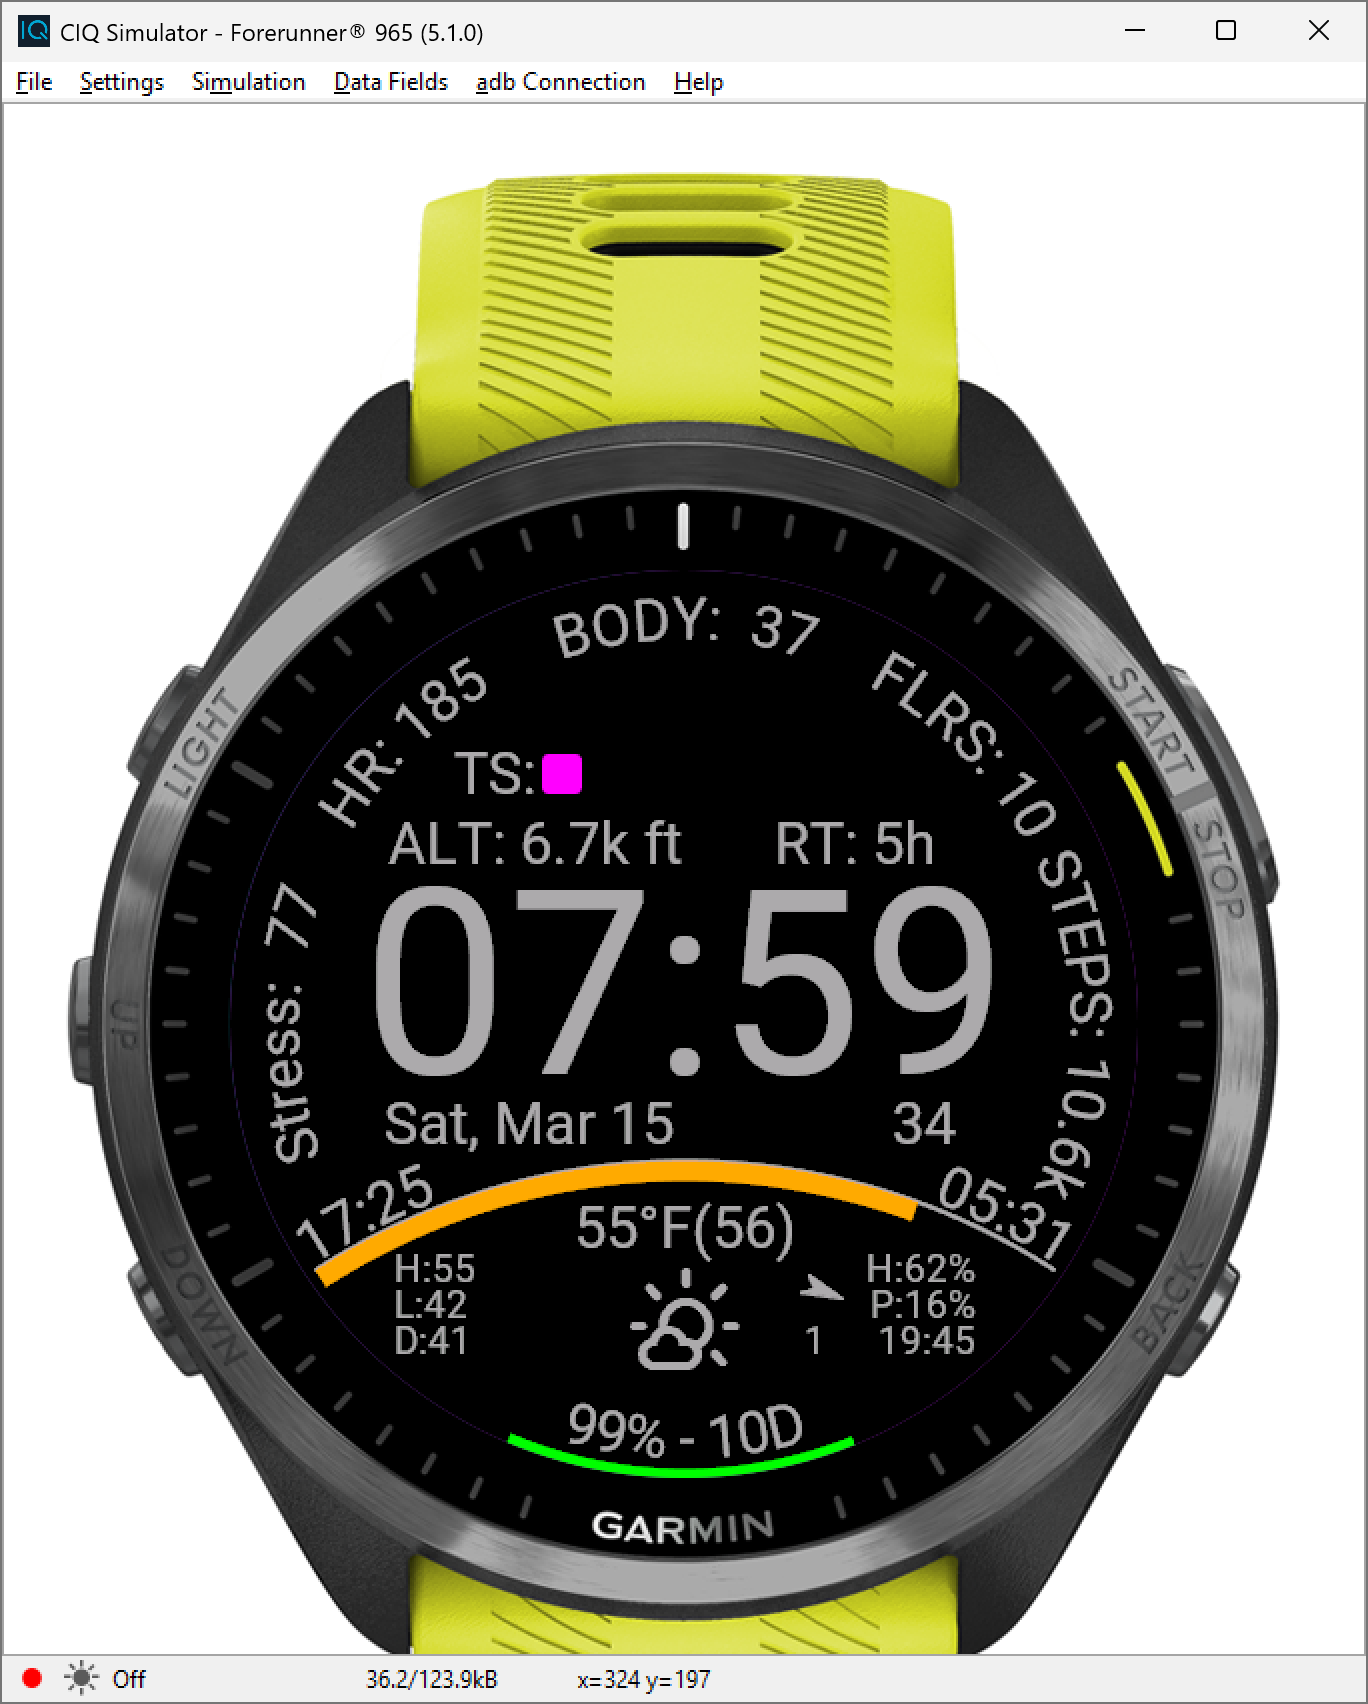 CIQ Simulator - Forerunner® 965 (5.1.0)
File Settings Simulation Data Fields adb Connection Help
BODY: 37
HR: 185
FLRS: 10
START
STOP
LIGHT
TS:
ALT: 6.7k ft RT: 5h
07:59
Stress: 77
STEPS: 10.6k
UP
Sat, Mar 15 34
17:25
05:31
55°F(56)
H:55
L:42
D:41
1
H:62%
P:16%
19:45
DOWN
BACK
99% - 10D
GARMIN
Off 36.2/123.9kB x=324 y=197